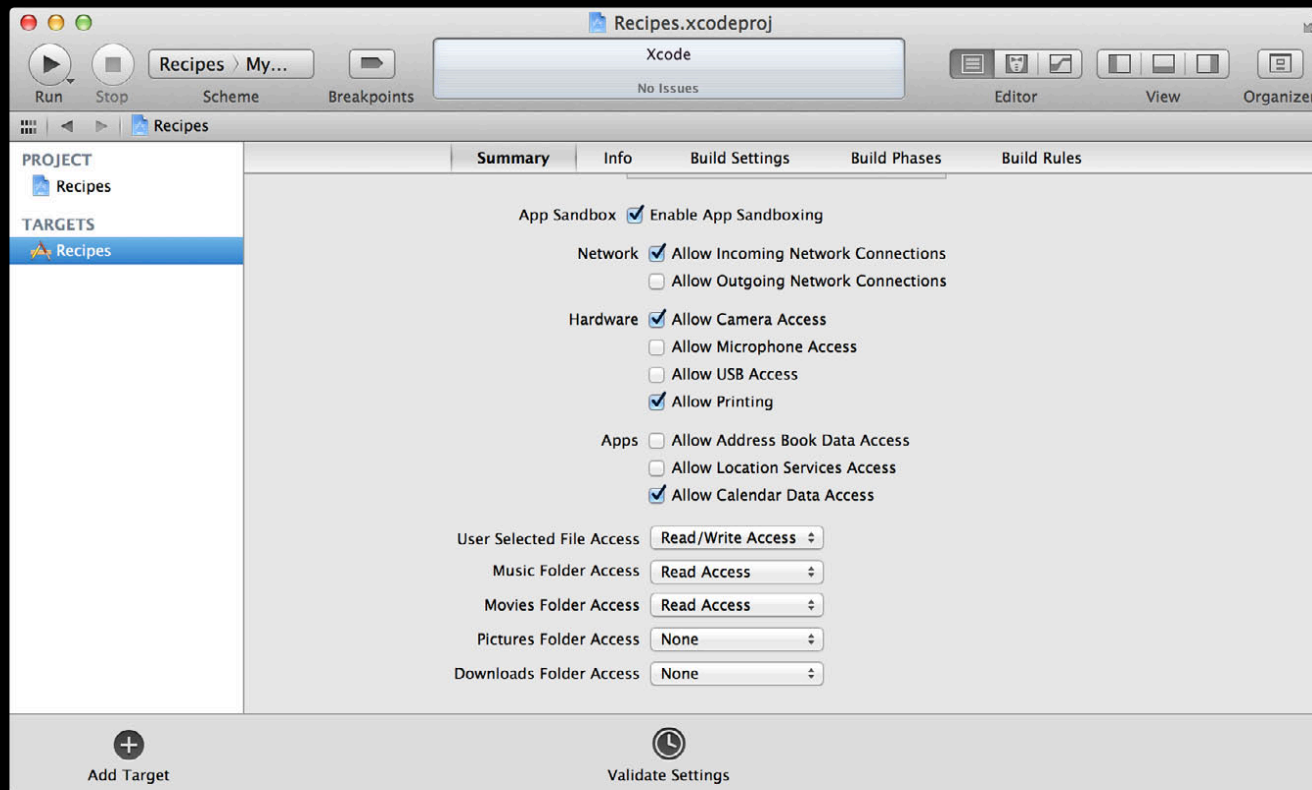 Recipes.xcodeproj
Recipes 〉 My...
Xcode
No Issues
Run Stop Scheme Breakpoints Editor View Organizer
Recipes
PROJECT
Recipes
TARGETS
Recipes
Summary Info Build Settings Build Phases Build Rules
App Sandbox Enable App Sandboxing
Network Allow Incoming Network Connections
Allow Outgoing Network Connections
Hardware Allow Camera Access
Allow Microphone Access
Allow USB Access
Allow Printing
Apps Allow Address Book Data Access
Allow Location Services Access
Allow Calendar Data Access
User Selected File Access Read/Write Access
Music Folder Access Read Access
Movies Folder Access Read Access
Pictures Folder Access None
Downloads Folder Access None
Add Target Validate Settings